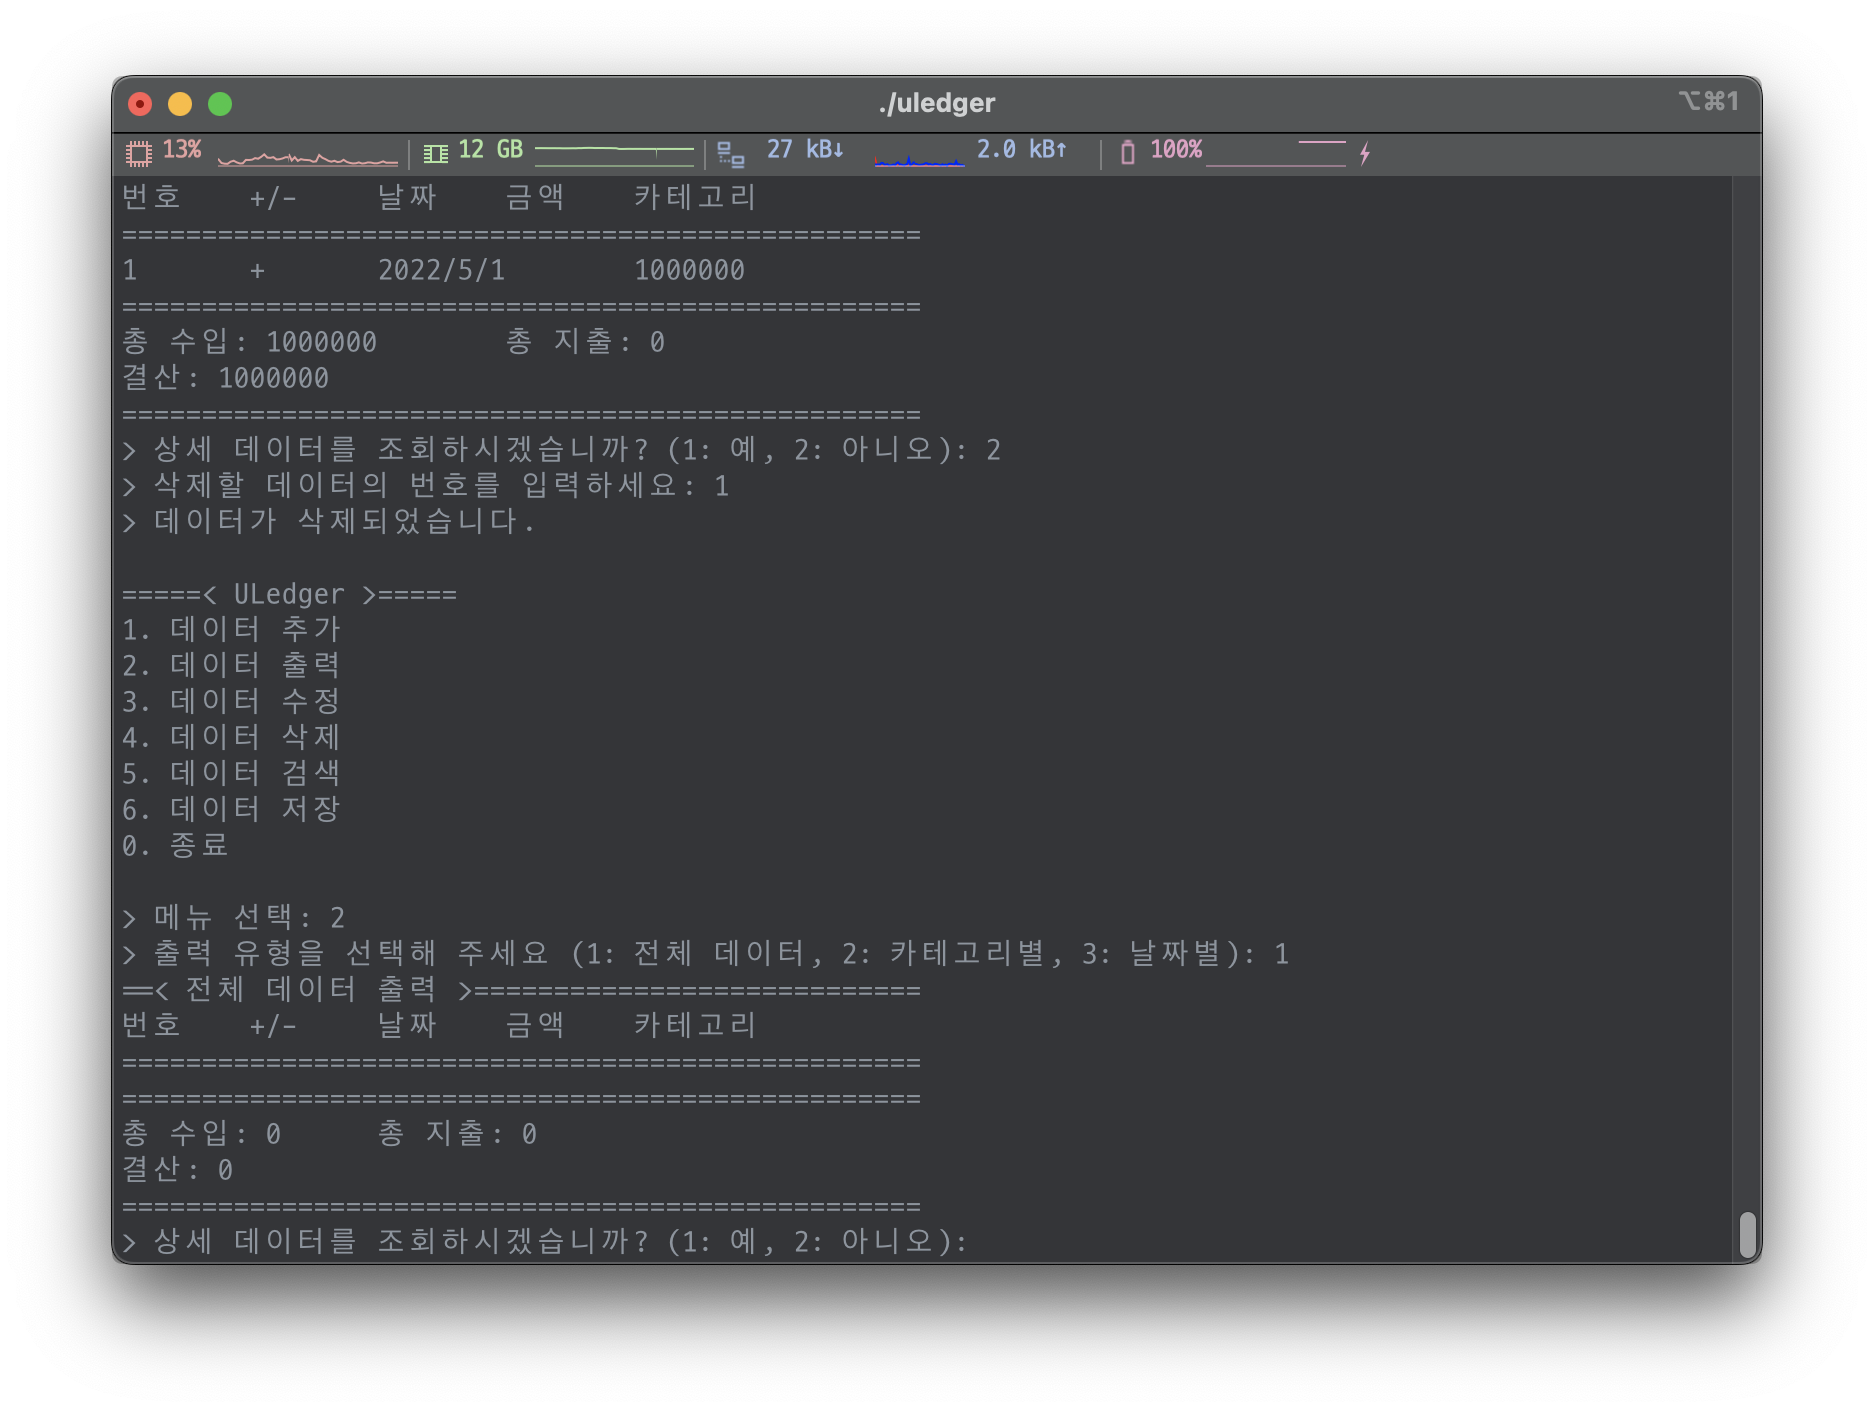 ./uledger
⌥⌘1
13% 12 GB 27 kB↓ 2.0 kB↑ 100%
번호 +/- 날짜 금액 카테고리
==================================================
1 + 2022/5/1 1000000
==================================================
총 수입: 1000000 총 지출: 0
결산: 1000000
==================================================
> 상세 데이터를 조회하시겠습니까? (1: 예, 2: 아니오): 2
> 삭제할 데이터의 번호를 입력하세요: 1
> 데이터가 삭제되었습니다.
=====< ULedger >=====
1. 데이터 추가
2. 데이터 출력
3. 데이터 수정
4. 데이터 삭제
5. 데이터 검색
6. 데이터 저장
0. 종료
> 메뉴 선택: 2
> 출력 유형을 선택해 주세요 (1: 전체 데이터, 2: 카테고리별, 3: 날짜별): 1
==< 전체 데이터 출력 >============================
번호 +/- 날짜 금액 카테고리
==================================================
==================================================
총 수입: 0 총 지출: 0
결산: 0
==================================================
> 상세 데이터를 조회하시겠습니까? (1: 예, 2: 아니오):